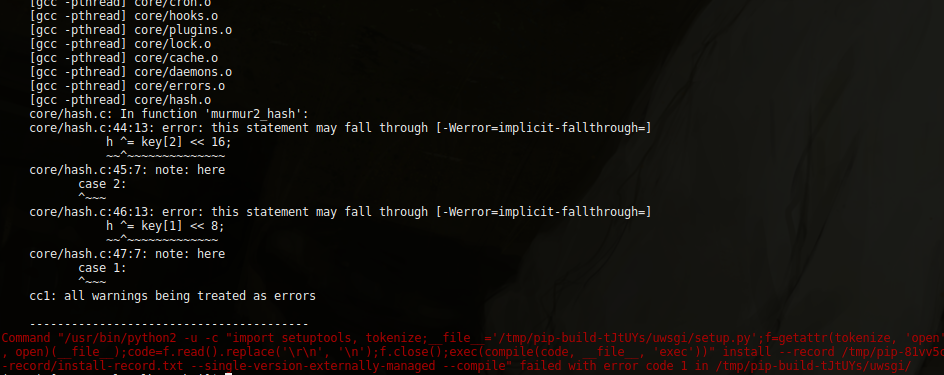 [gcc -pthread] core/cron.o
[gcc -pthread] core/hooks.o
[gcc -pthread] core/plugins.o
[gcc -pthread] core/lock.o
[gcc -pthread] core/cache.o
[gcc -pthread] core/daemons.o
[gcc -pthread] core/errors.o
[gcc -pthread] core/hash.o
core/hash.c: In function 'murmur2_hash':
core/hash.c:44:13: error: this statement may fall through [-Werror=implicit-fallthrough=]
h ^= key[2] << 16;
~~^~~~~~~~~~~~~~~
core/hash.c:45:7: note: here
case 2:
^~~~
core/hash.c:46:13: error: this statement may fall through [-Werror=implicit-fallthrough=]
h ^= key[1] << 8;
~~^~~~~~~~~~~~~~
core/hash.c:47:7: note: here
case 1:
^~~~
cc1: all warnings being treated as errors
----------------------------------------
Command "/usr/bin/python2 -u -c "import setuptools, tokenize;__file__='/tmp/pip-build-tJtUYs/uwsgi/setup.py';f=getattr(tokenize, 'open'
, open)(__file__);code=f.read().replace('\r\n', '\n');f.close();exec(compile(code, __file__, 'exec'))" install --record /tmp/pip-81vv5c
-record/install-record.txt --single-version-externally-managed --compile" failed with error code 1 in /tmp/pip-build-tJtUYs/uwsgi/